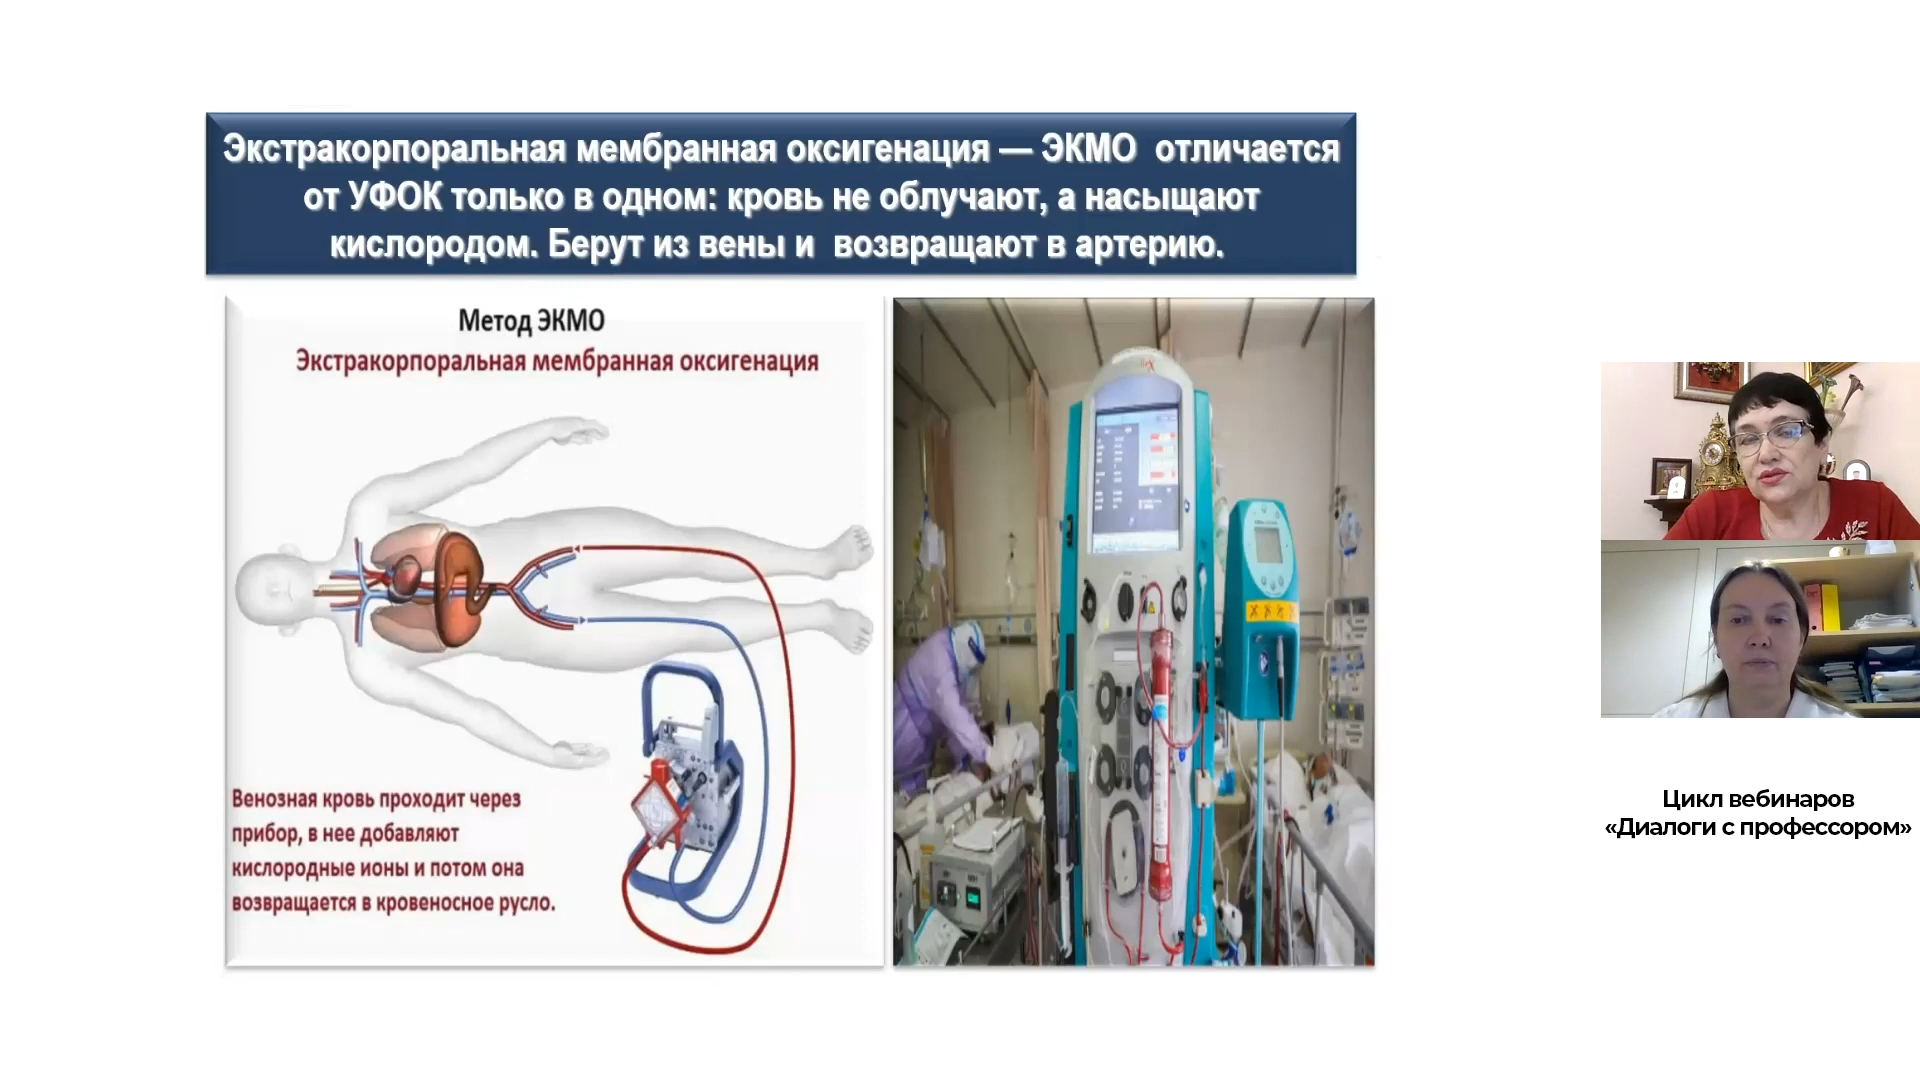 Экстракорпоральная мембранная оксигенация — ЭКМО отличается
от УФОК только в одном: кровь не облучают, а насыщают
кислородом. Берут из вены и возвращают в артерию.
Метод ЭКМО
Экстракорпоральная мембранная оксигенация
Венозная кровь проходит через
прибор, в нее добавляют
кислородные ионы и потом она
возвращается в кровеносное русло.
Цикл вебинаров
«Диалоги с профессором»